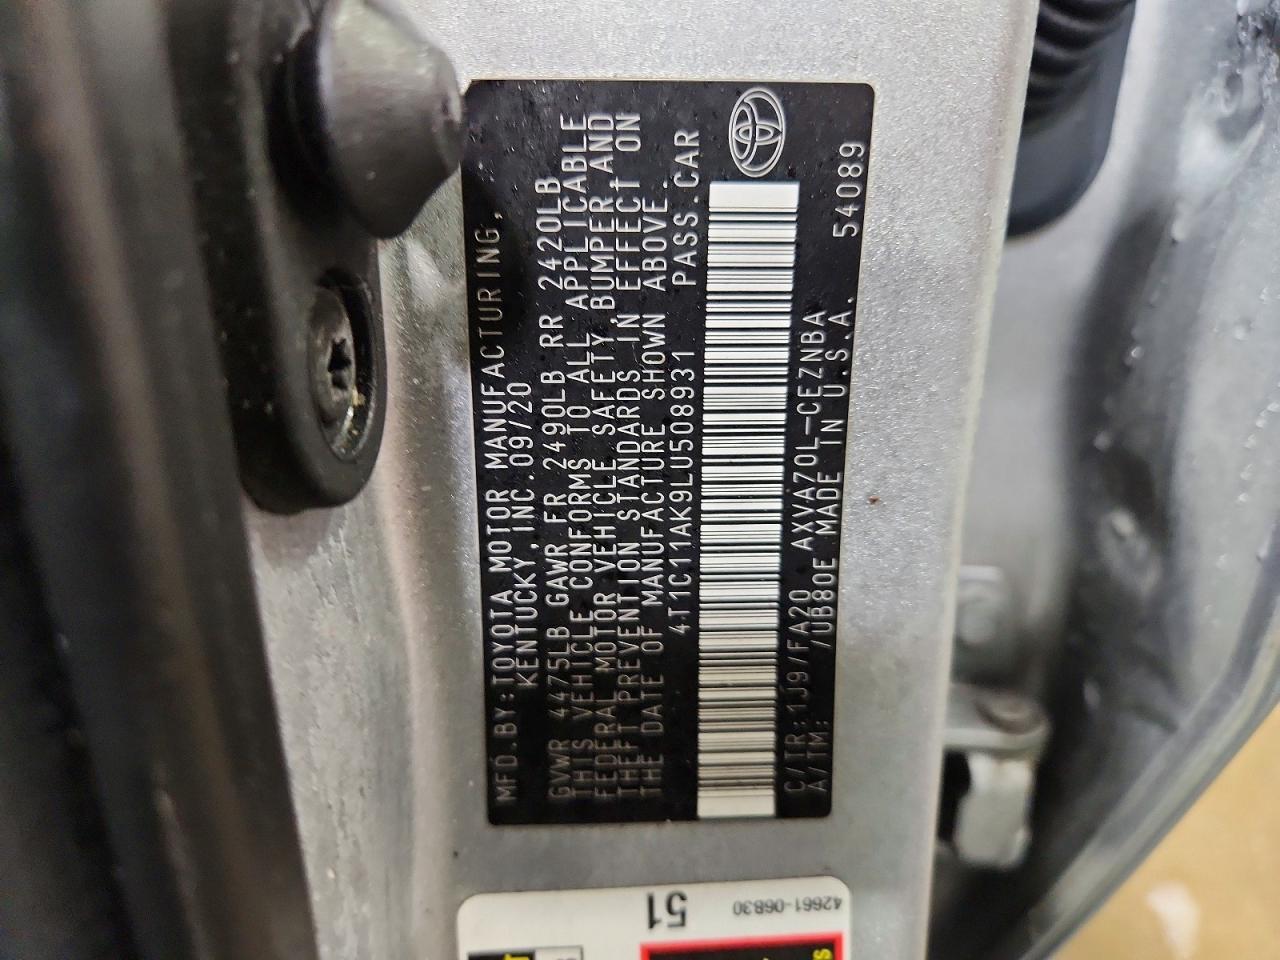 MFD.BY:TOYOTA MOTOR MANUFACTURING,
KENTUCKY, INC.09/20
GVWR 4475LB GAWR FR 2490LB RR 2420LB
THIS VEHICLE CONFORMS TO ALL APPLICABLE
FEDERAL MOTOR VEHICLE SAFETY,BUMPER,AND
THEFT PREVENTION STANDARDS IN EFFECT ON
THE DATE OF MANUFACTURE SHOWN ABOVE.
4T1C11AK9LU508931 PASS.CAR
C/TR:1J9/FA20 AXVA70L-CEZNBA
A/TM: /UB80E MADE IN U.S.A. 54089
51
42661-06B30